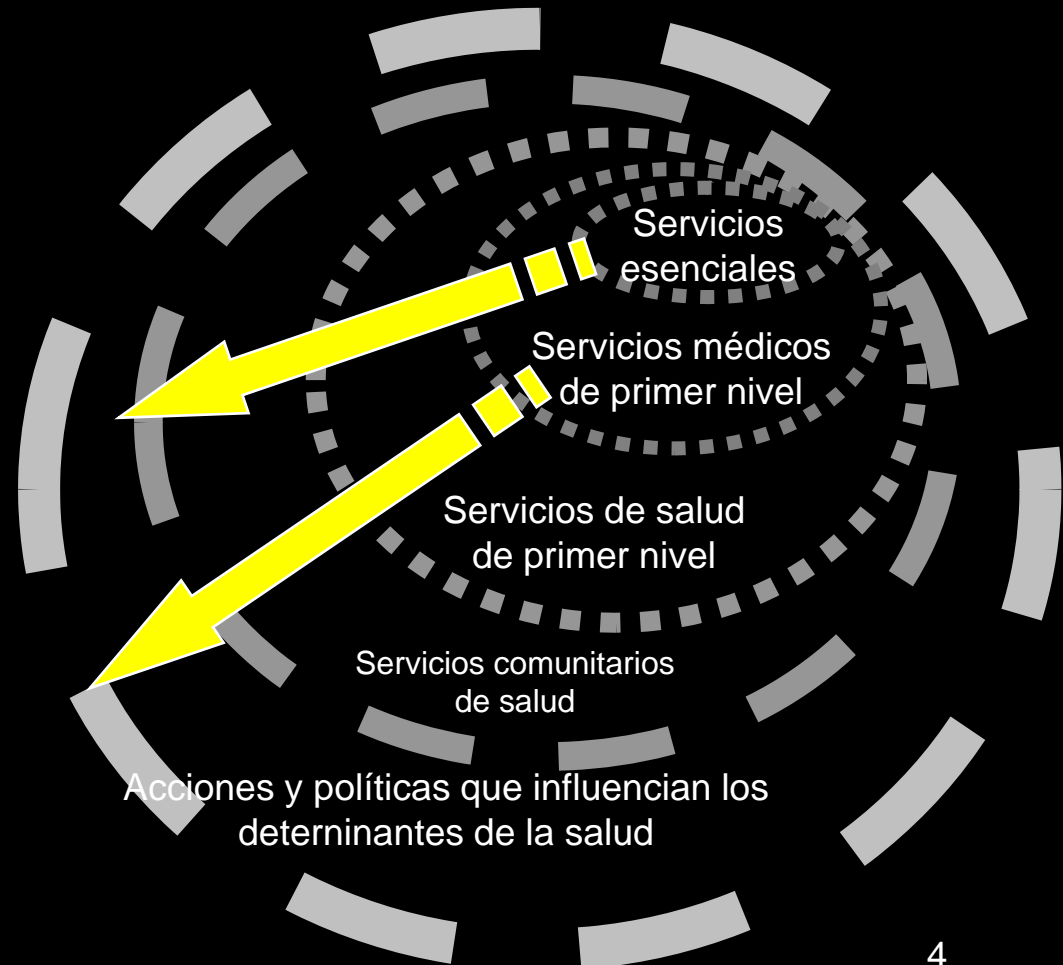 Servicios
esenciales
Servicios médicos
de primer nivel
Servicios de salud
de primer nivel
Servicios comunitarios
de salud
Acciones y políticas que influencian los
deterninantes de la salud
4